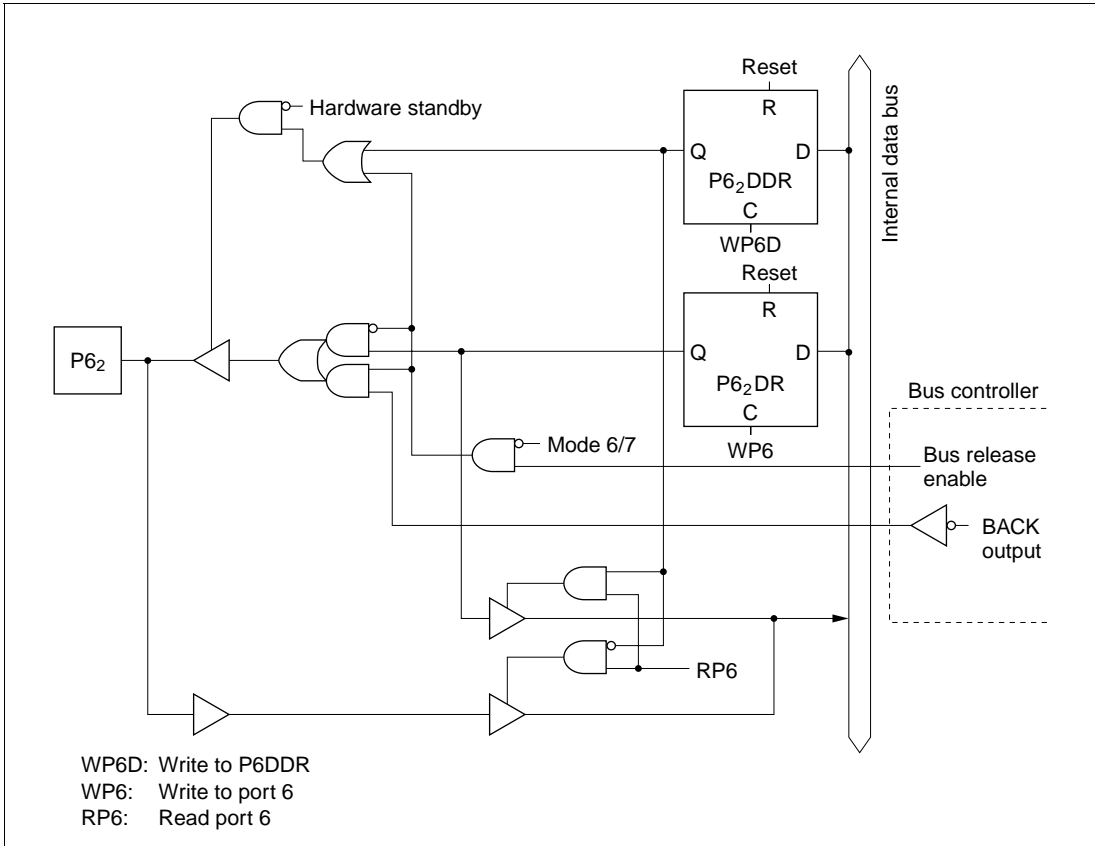 Reset
R
Hardware standby
Q
D
P6₂DDR
C
WP6D
Internal data bus
Reset
R
P6₂
Q
D
P6₂DR
C
WP6
Bus controller
Mode 6/7
Bus release
enable
BACK
output
RP6
WP6D: Write to P6DDR
WP6: Write to port 6
RP6: Read port 6